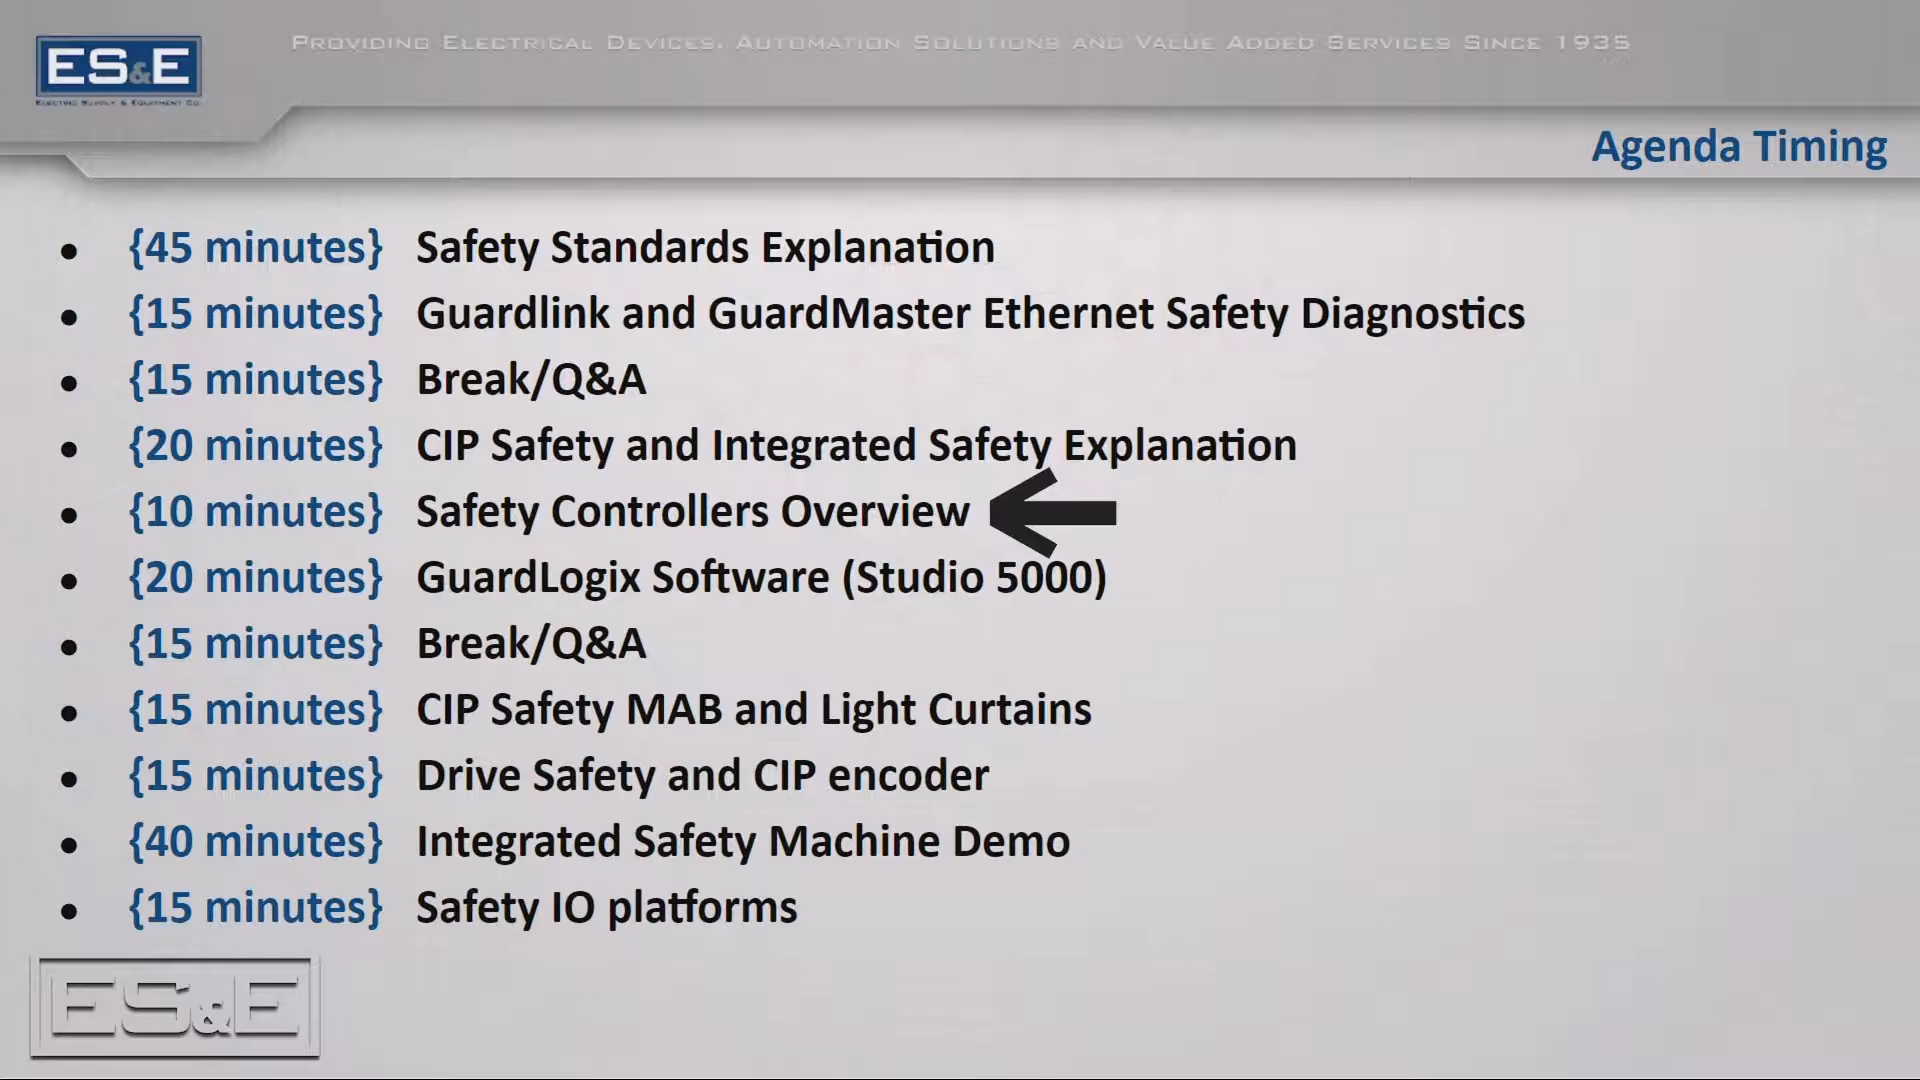 PROVIDING ELECTRICAL DEVICES, AUTOMATION SOLUTIONS AND VALUE ADDED SERVICES SINCE 1935
ES&E
ELECTRIC SUPPLY & EQUIPMENT CO
Agenda Timing
• {45 minutes} Safety Standards Explanation
• {15 minutes} Guardlink and GuardMaster Ethernet Safety Diagnostics
• {15 minutes} Break/Q&A
• {20 minutes} CIP Safety and Integrated Safety Explanation
• {10 minutes} Safety Controllers Overview
• {20 minutes} GuardLogix Software (Studio 5000)
• {15 minutes} Break/Q&A
• {15 minutes} CIP Safety MAB and Light Curtains
• {15 minutes} Drive Safety and CIP encoder
• {40 minutes} Integrated Safety Machine Demo
• {15 minutes} Safety IO platforms
ES&E